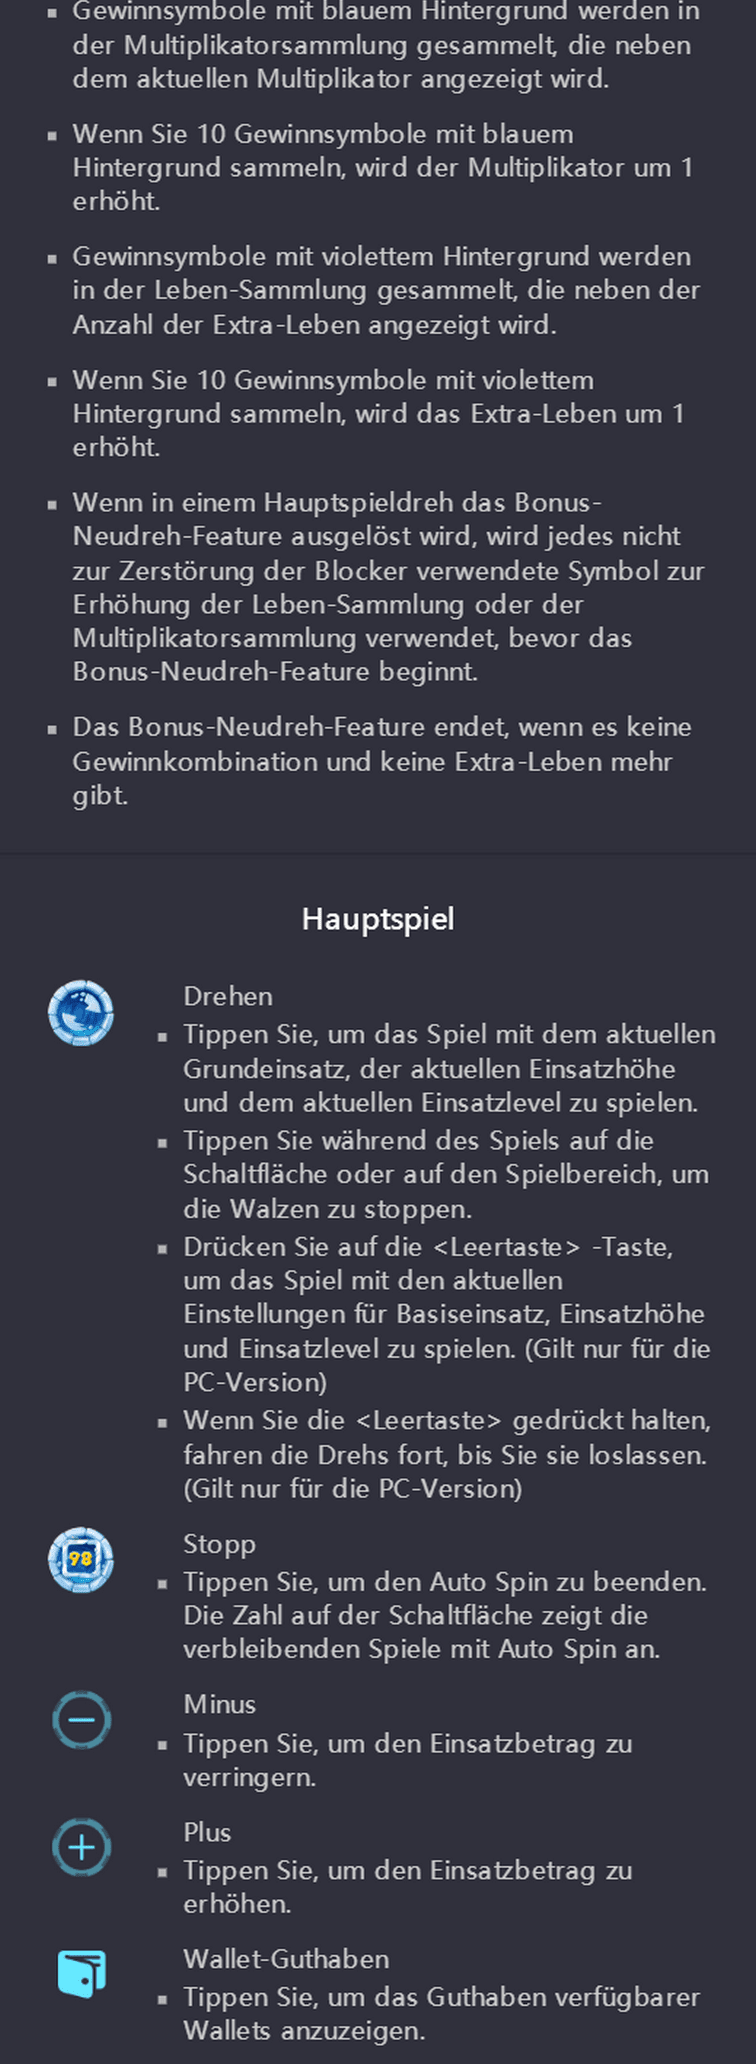 Gewinnsymbole mit blauem Hintergrund werden in
der Multiplikatorsammlung gesammelt, die neben
dem aktuellen Multiplikator angezeigt wird.
Wenn Sie 10 Gewinnsymbole mit blauem
Hintergrund sammeln, wird der Multiplikator um 1
erhöht.
Gewinnsymbole mit violettem Hintergrund werden
in der Leben-Sammlung gesammelt, die neben der
Anzahl der Extra-Leben angezeigt wird.
Wenn Sie 10 Gewinnsymbole mit violettem
Hintergrund sammeln, wird das Extra-Leben um 1
erhöht.
Wenn in einem Hauptspieldreh das Bonus-
Neudreh-Feature ausgelöst wird, wird jedes nicht
zur Zerstörung der Blocker verwendete Symbol zur
Erhöhung der Leben-Sammlung oder der
Multiplikatorsammlung verwendet, bevor das
Bonus-Neudreh-Feature beginnt.
Das Bonus-Neudreh-Feature endet, wenn es keine
Gewinnkombination und keine Extra-Leben mehr
gibt.
Hauptspiel
Drehen
Tippen Sie, um das Spiel mit dem aktuellen
Grundeinsatz, der aktuellen Einsatzhöhe
und dem aktuellen Einsatzlevel zu spielen.
Tippen Sie während des Spiels auf die
Schaltfläche oder auf den Spielbereich, um
die Walzen zu stoppen.
Drücken Sie auf die <Leertaste> -Taste,
um das Spiel mit den aktuellen
Einstellungen für Basiseinsatz, Einsatzhöhe
und Einsatzlevel zu spielen. (Gilt nur für die
PC-Version)
Wenn Sie die <Leertaste> gedrückt halten,
fahren die Drehs fort, bis Sie sie loslassen.
(Gilt nur für die PC-Version)
98
Stopp
Tippen Sie, um den Auto Spin zu beenden.
Die Zahl auf der Schaltfläche zeigt die
verbleibenden Spiele mit Auto Spin an.
Minus
Tippen Sie, um den Einsatzbetrag zu
verringern.
Plus
Tippen Sie, um den Einsatzbetrag zu
erhöhen.
Wallet-Guthaben
Tippen Sie, um das Guthaben verfügbarer
Wallets anzuzeigen.